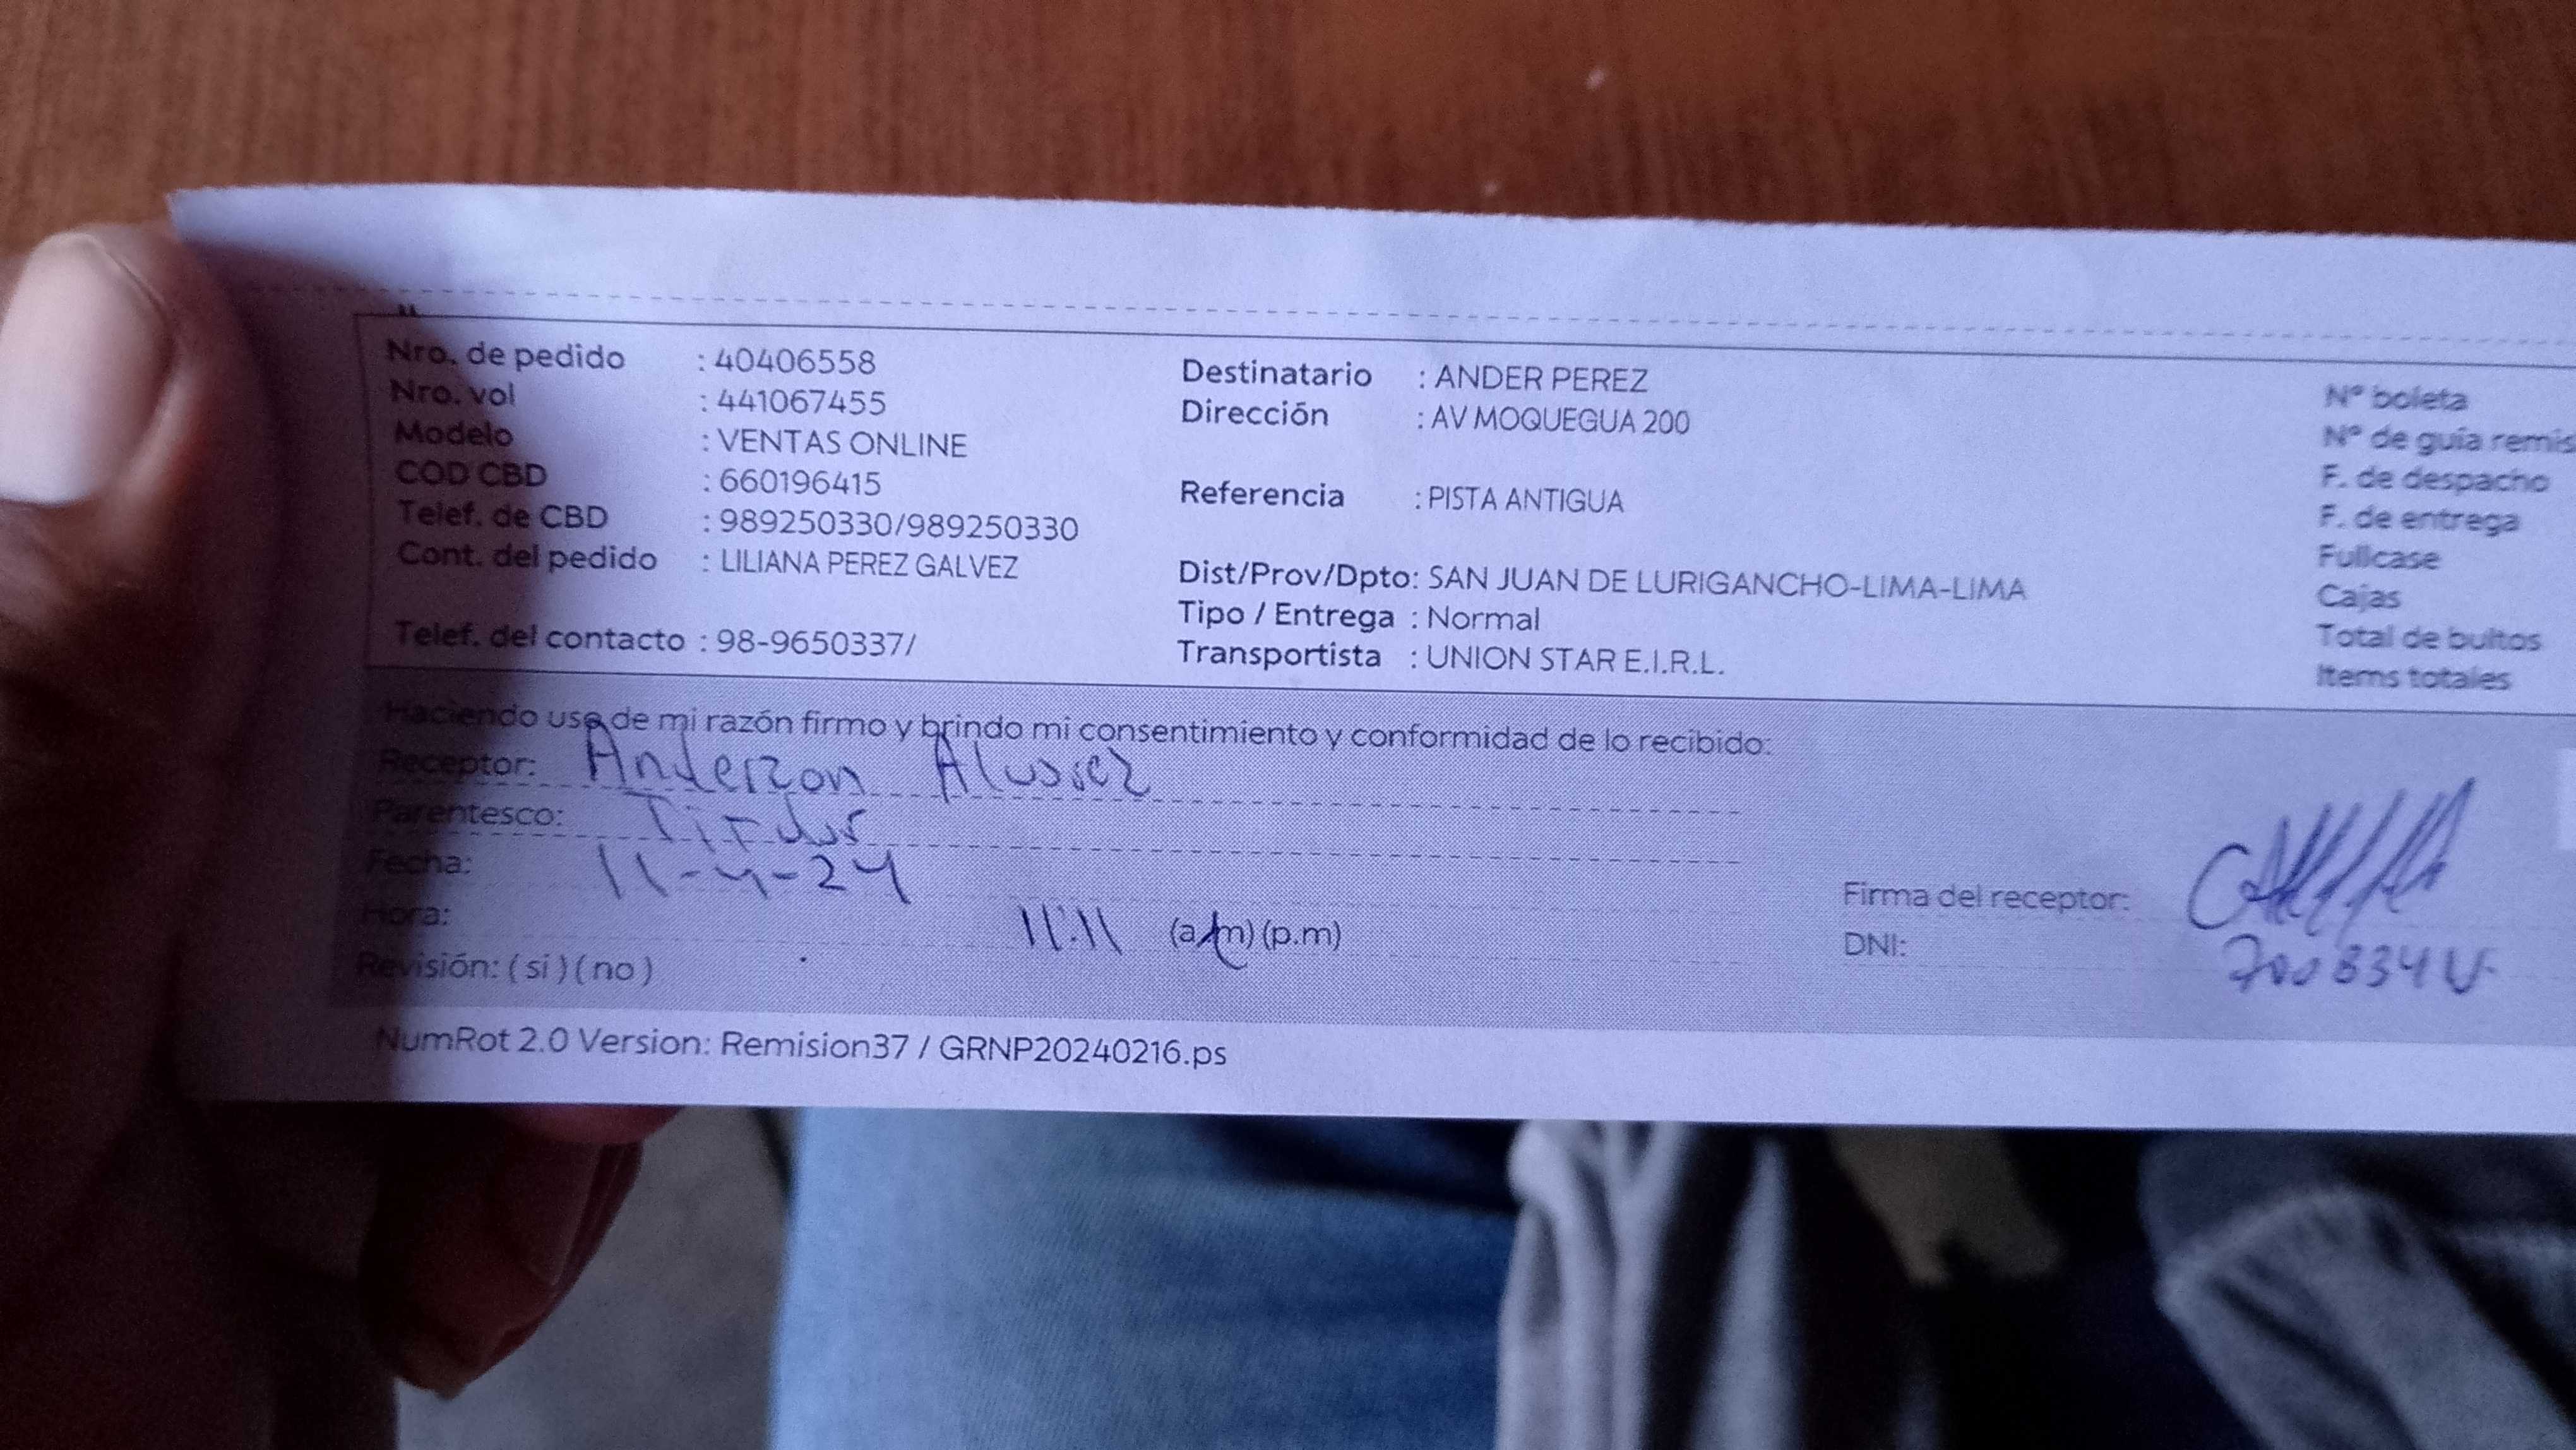 Nro. de pedido : 40406558
Nro. vol : 441067455
Modelo : VENTAS ONLINE
COD CBD : 660196415
Telef. de CBD : 989250330/989250330
Cont. del pedido : LILIANA PEREZ GALVEZ
Telef. del contacto : 98-9650337/
Destinatario : ANDER PEREZ
Dirección : AV MOQUEGUA 200
Referencia : PISTA ANTIGUA
Dist/Prov/Dpto: SAN JUAN DE LURIGANCHO-LIMA-LIMA
Tipo / Entrega : Normal
Transportista : UNION STAR E.I.R.L.
N° boleta
N° de guia remis
F. de despacho
F. de entrega
Fullcase
Cajas
Total de bultos
Items totales
Haciendo uso de mi razón firmo y brindo mi consentimiento y conformidad de lo recibido:
Receptor: Anderzon
Parentesco:
Fecha: 11-4-24
Hora: 11:11 (a.m) (p.m)
Revisión: ( si ) ( no )
Firma del receptor:
DNI:
NumRot 2.0 Version: Remision37 / GRNP20240216.ps